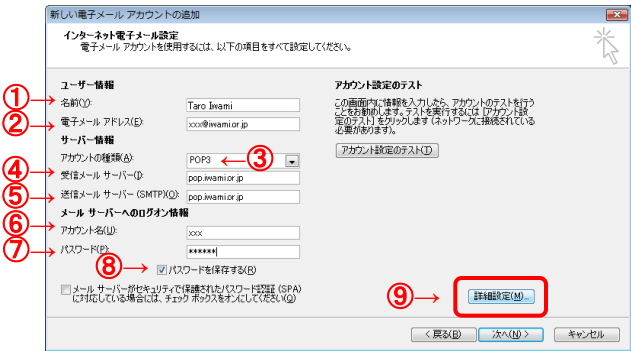 新しい電子メール アカウントの追加
インターネット電子メール設定
電子メール アカウントを使用するには、以下の項目をすべて設定してください。
ユーザー情報
① 名前(Y): Taro Iwami
② 電子メール アドレス(E): xxx@iwami.or.jp
サーバー情報
アカウントの種類(A): POP3 ← ③
④ 受信メール サーバー(I): pop.iwami.or.jp
⑤ 送信メール サーバー (SMTP)(O): pop.iwami.or.jp
メール サーバーへのログオン情報
⑥ アカウント名(U): xxx
⑦ パスワード(P): ******
⑧ → パスワードを保存する(R)
メール サーバーがセキュリティで保護されたパスワード認証 (SPA)
に対応している場合には、チェック ボックスをオンにしてください(Q)
アカウント設定のテスト
この画面内に情報を入力したら、アカウントのテストを行う
ことをお勧めします。テストを実行するには [アカウント設
定のテスト] をクリックします (ネットワークに接続されている
必要があります)。
アカウント設定のテスト(T)
⑨ → 詳細設定(M)...
< 戻る(B) 次へ(N) > キャンセル